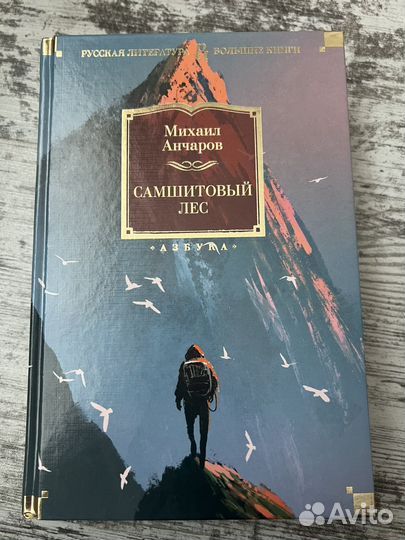 РУССКАЯ ЛИТЕРАТУРА БОЛЬШИЕ КНИГИ
Михаил
Анчаров
САМШИТОВЫЙ
ЛЕС
«АЗБУКА»
Avito